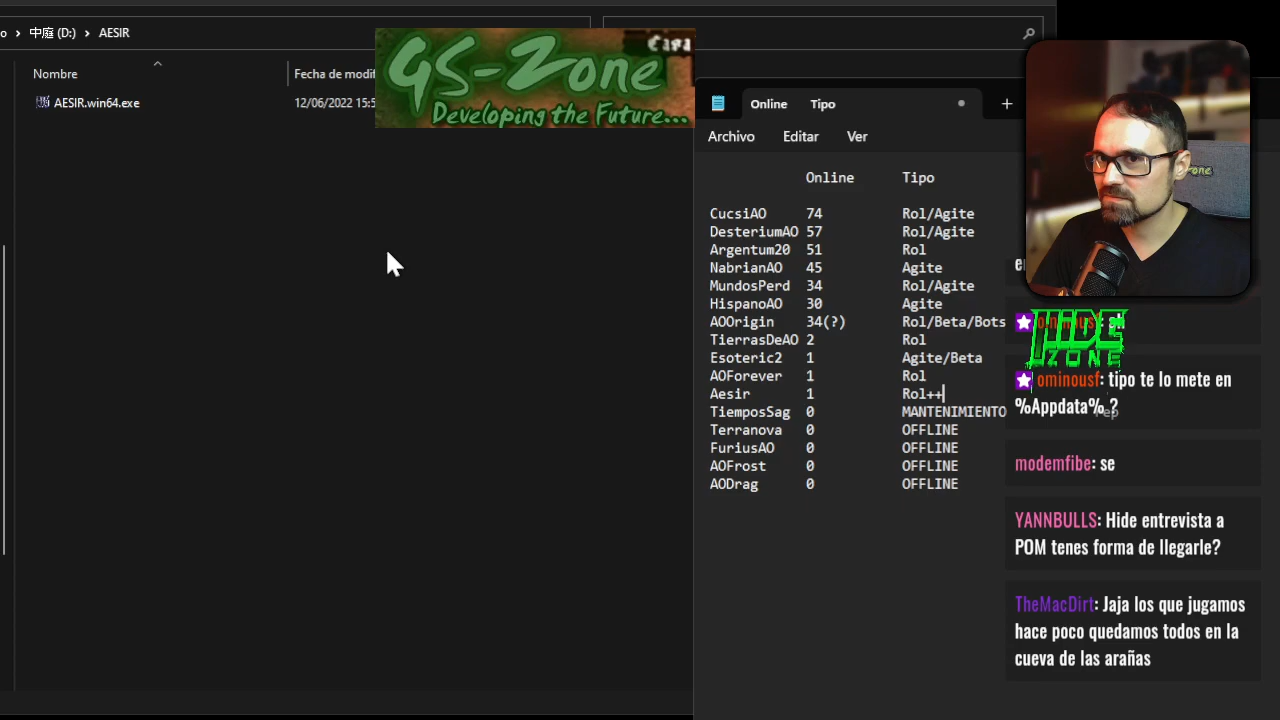 o > 中庭 (D:) > AESIR
Nombre
Fecha de modif
AESIR.win64.exe
12/06/2022 15:5
Casa
GS-Zone
Developing the Future...
Online Tipo
Archivo Editar Ver
Online Tipo
CucsiAO 74 Rol/Agite
DesteriumAO 57 Rol/Agite
Argentum20 51 Rol
NabrianAO 45 Agite
MundosPerd 34 Rol/Agite
HispanoAO 30 Agite
AOOrigin 34(?) Rol/Beta/Bots
TierrasDeAO 2 Rol
Esoteric2 1 Agite/Beta
AOForever 1 Rol
Aesir 1 Rol++
TiemposSag 0 MANTENIMIENTO
Terranova 0 OFFLINE
FuriusAO 0 OFFLINE
AOFrost 0 OFFLINE
AODrag 0 OFFLINE
zone
HIDE
ZONE
ominousf: ah
ominousf: tipo te lo mete en
%Appdata% ?
modemfibe: se
YANNBULLS: Hide entrevista a
POM tenes forma de llegarle?
TheMacDirt: Jaja los que jugamos
hace poco quedamos todos en la
cueva de las arañas